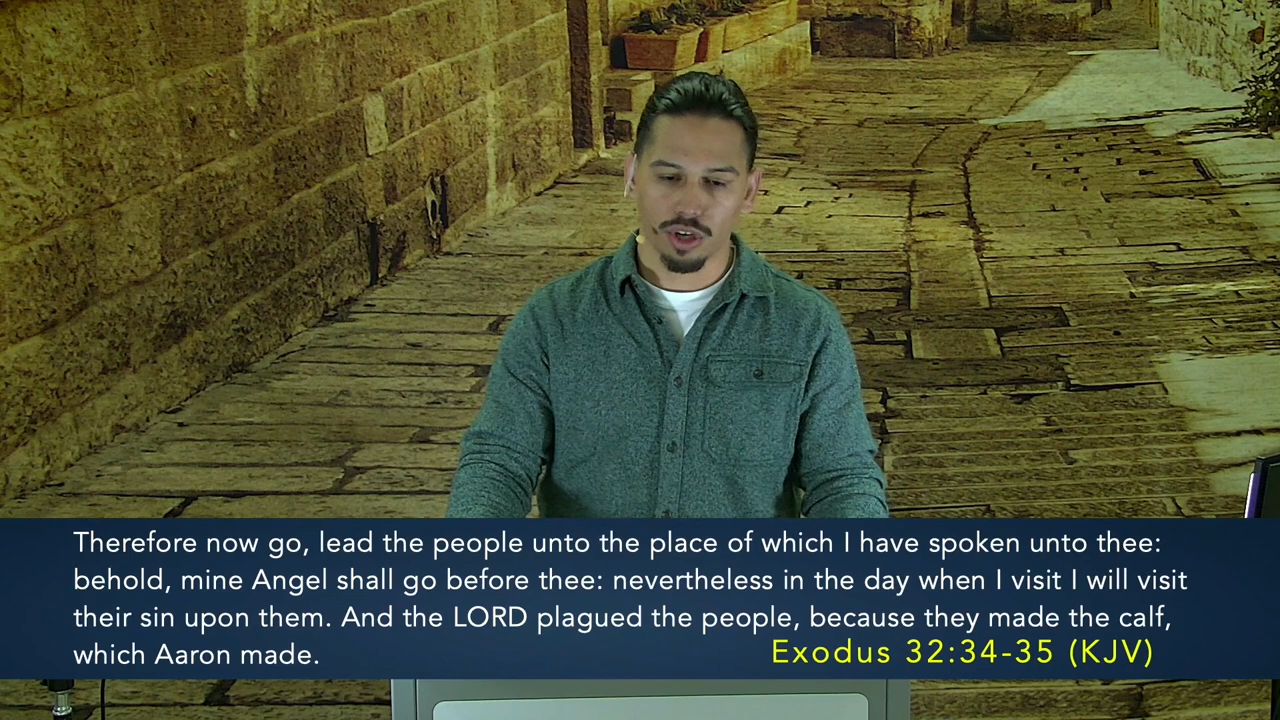 Therefore now go, lead the people unto the place of which I have spoken unto thee:
behold, mine Angel shall go before thee: nevertheless in the day when I visit I will visit
their sin upon them. And the LORD plagued the people, because they made the calf,
which Aaron made.
Exodus 32:34-35 (KJV)